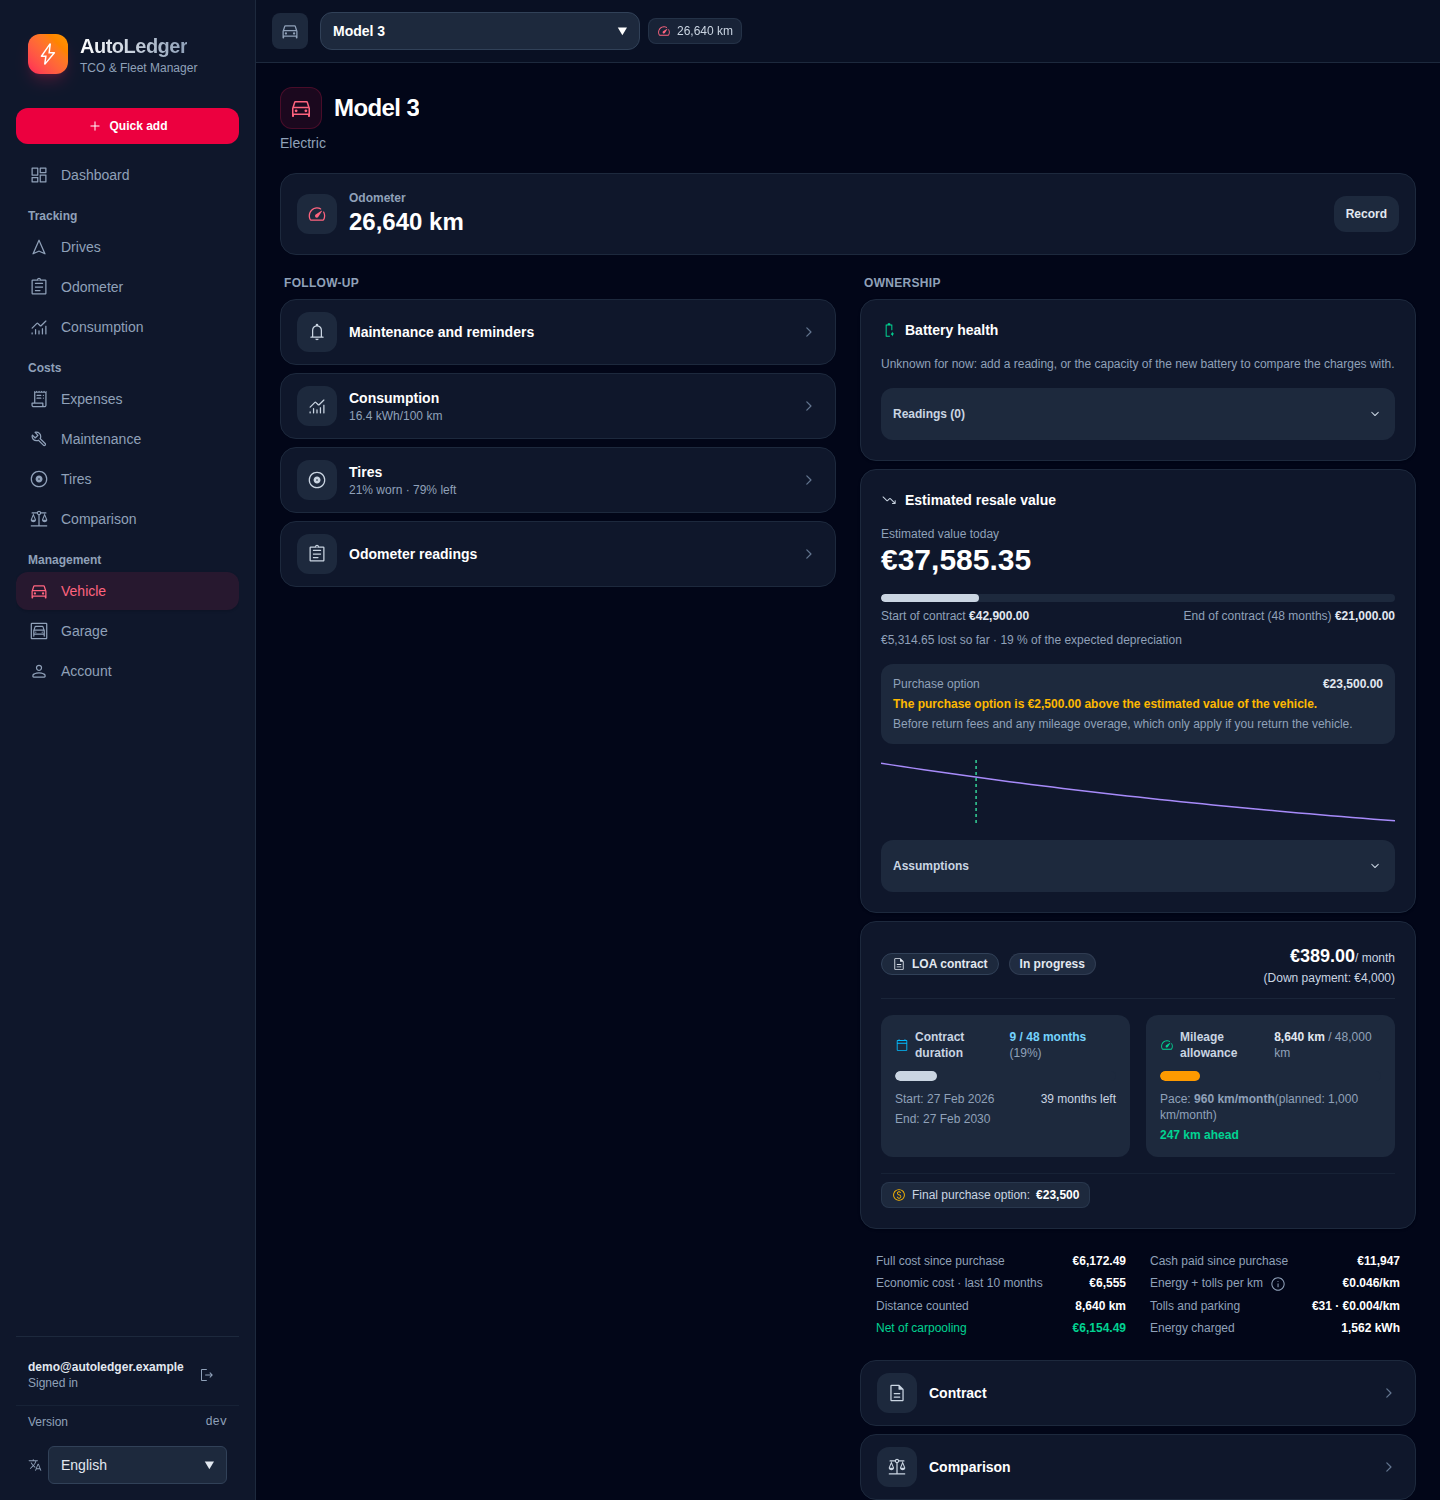 AutoLedger
TCO & Fleet Manager
Quick add
Dashboard
Tracking
Drives
Odometer
Consumption
Costs
Expenses
Maintenance
Tires
Comparison
Management
Vehicle
Garage
Account
demo@autoledger.example
Signed in
Version dev
English
Model 3
26,640 km
Model 3
Electric
Odometer
26,640 km
Record
FOLLOW-UP
Maintenance and reminders
Consumption
16.4 kWh/100 km
Tires
21% worn · 79% left
Odometer readings
OWNERSHIP
Battery health
Unknown for now: add a reading, or the capacity of the new battery to compare the charges with.
Readings (0)
Estimated resale value
Estimated value today
€37,585.35
Start of contract €42,900.00 End of contract (48 months) €21,000.00
€5,314.65 lost so far · 19 % of the expected depreciation
Purchase option €23,500.00
The purchase option is €2,500.00 above the estimated value of the vehicle.
Before return fees and any mileage overage, which only apply if you return the vehicle.
Assumptions
LOA contract In progress €389.00/ month
(Down payment: €4,000)
Contract duration 9 / 48 months (19%)
Start: 27 Feb 2026 39 months left
End: 27 Feb 2030
Mileage allowance 8,640 km / 48,000 km
Pace: 960 km/month(planned: 1,000 km/month)
247 km ahead
Final purchase option: €23,500
Full cost since purchase €6,172.49 Cash paid since purchase €11,947
Economic cost · last 10 months €6,555 Energy + tolls per km €0.046/km
Distance counted 8,640 km Tolls and parking €31 · €0.004/km
Net of carpooling €6,154.49 Energy charged 1,562 kWh
Contract
Comparison